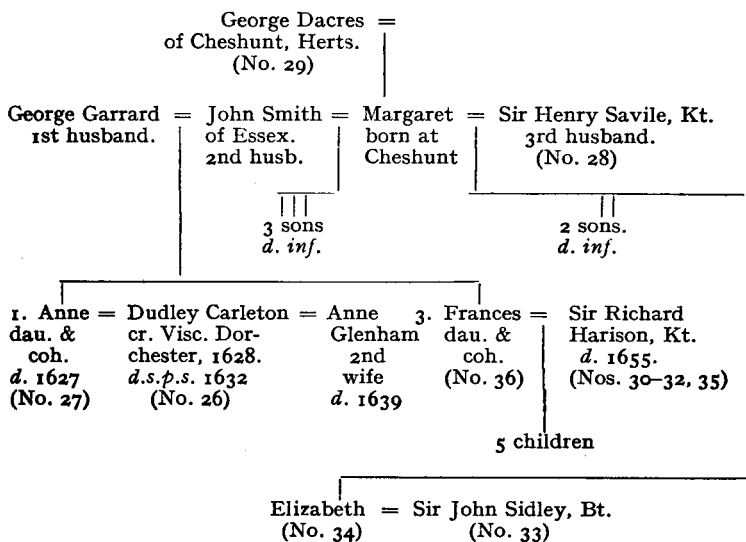 George Dacres =
of Cheshunt, Herts.
(No. 29)
George Garrard = John Smith = Margaret = Sir Henry Savile, Kt.
1st husband. of Essex. born at 3rd husband.
2nd husb. Cheshunt (No. 28)
3 sons 2 sons.
d. inf. d. inf.
1. Anne = Dudley Carleton = Anne 3. Frances = Sir Richard
dau. & cr. Visc. Dor- Glenham dau. & Harison, Kt.
coh. chester, 1628. 2nd coh. d. 1655.
d. 1627 d.s.p.s. 1632 wife (No. 36) (Nos. 30–32, 35)
(No. 27) (No. 26) d. 1639
5 children
Elizabeth = Sir John Sidley, Bt.
(No. 34) (No. 33)